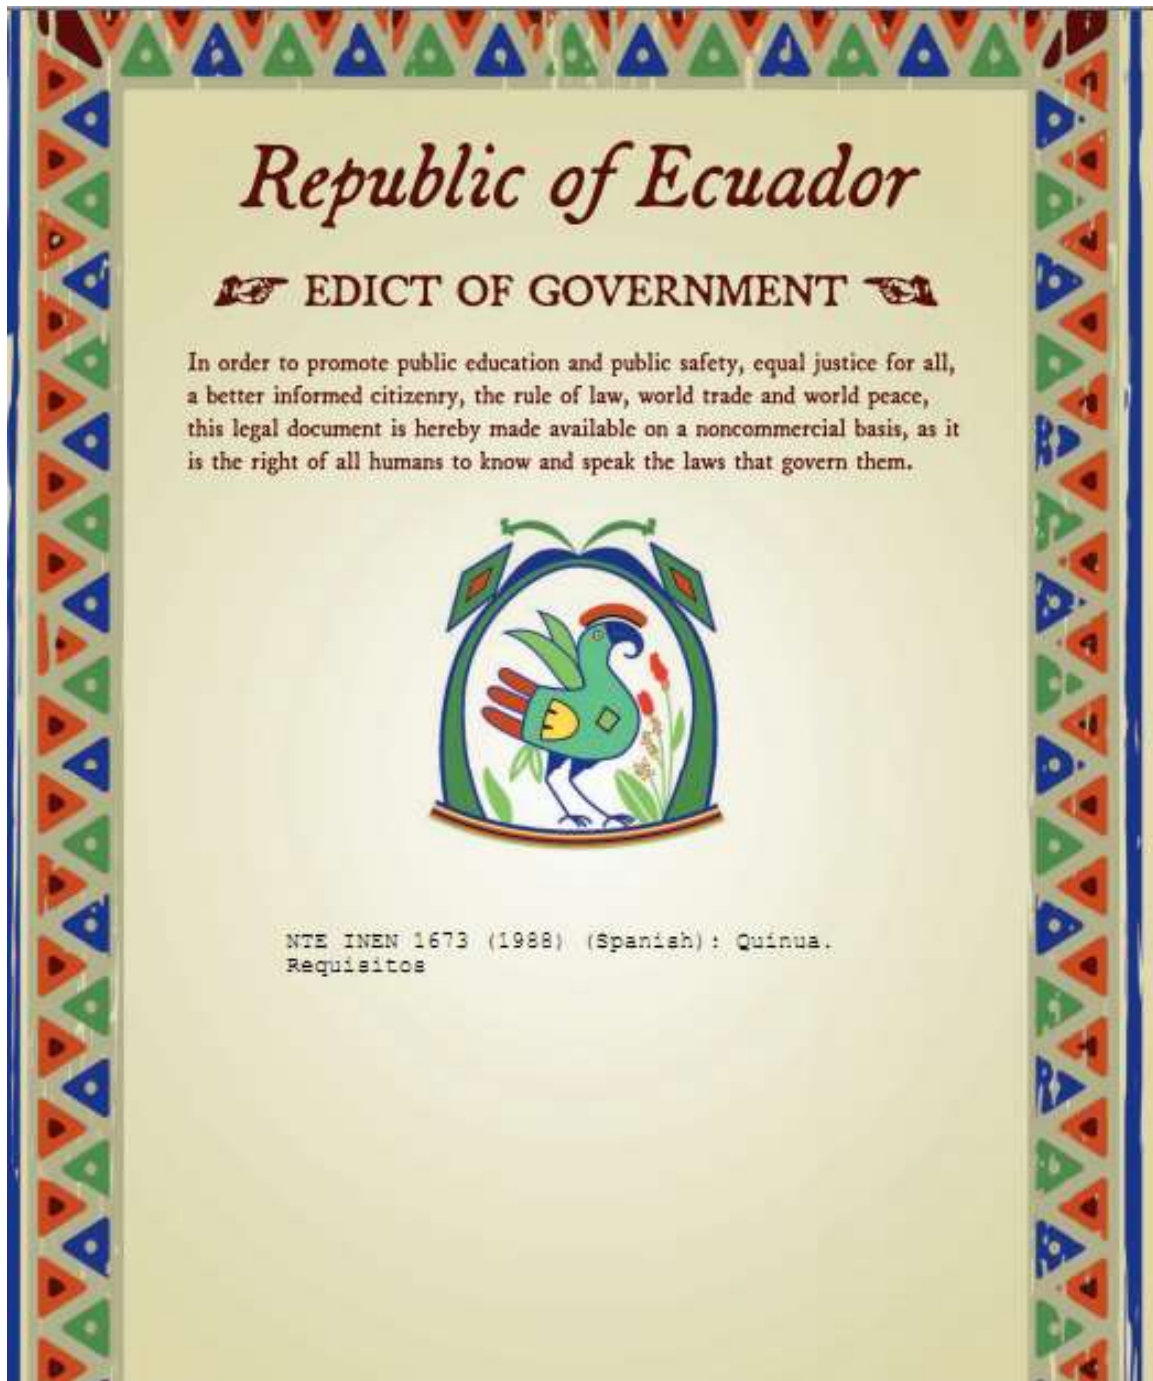 Republic of Ecuador
EDICT OF GOVERNMENT
In order to promote public education and public safety, equal justice for all,
a better informed citizenry, the rule of law, world trade and world peace,
this legal document is hereby made available on a noncommercial basis, as it
is the right of all humans to know and speak the laws that govern them.
NTE INEN 1673 (1988) (Spanish): Quinua.
Requisitos